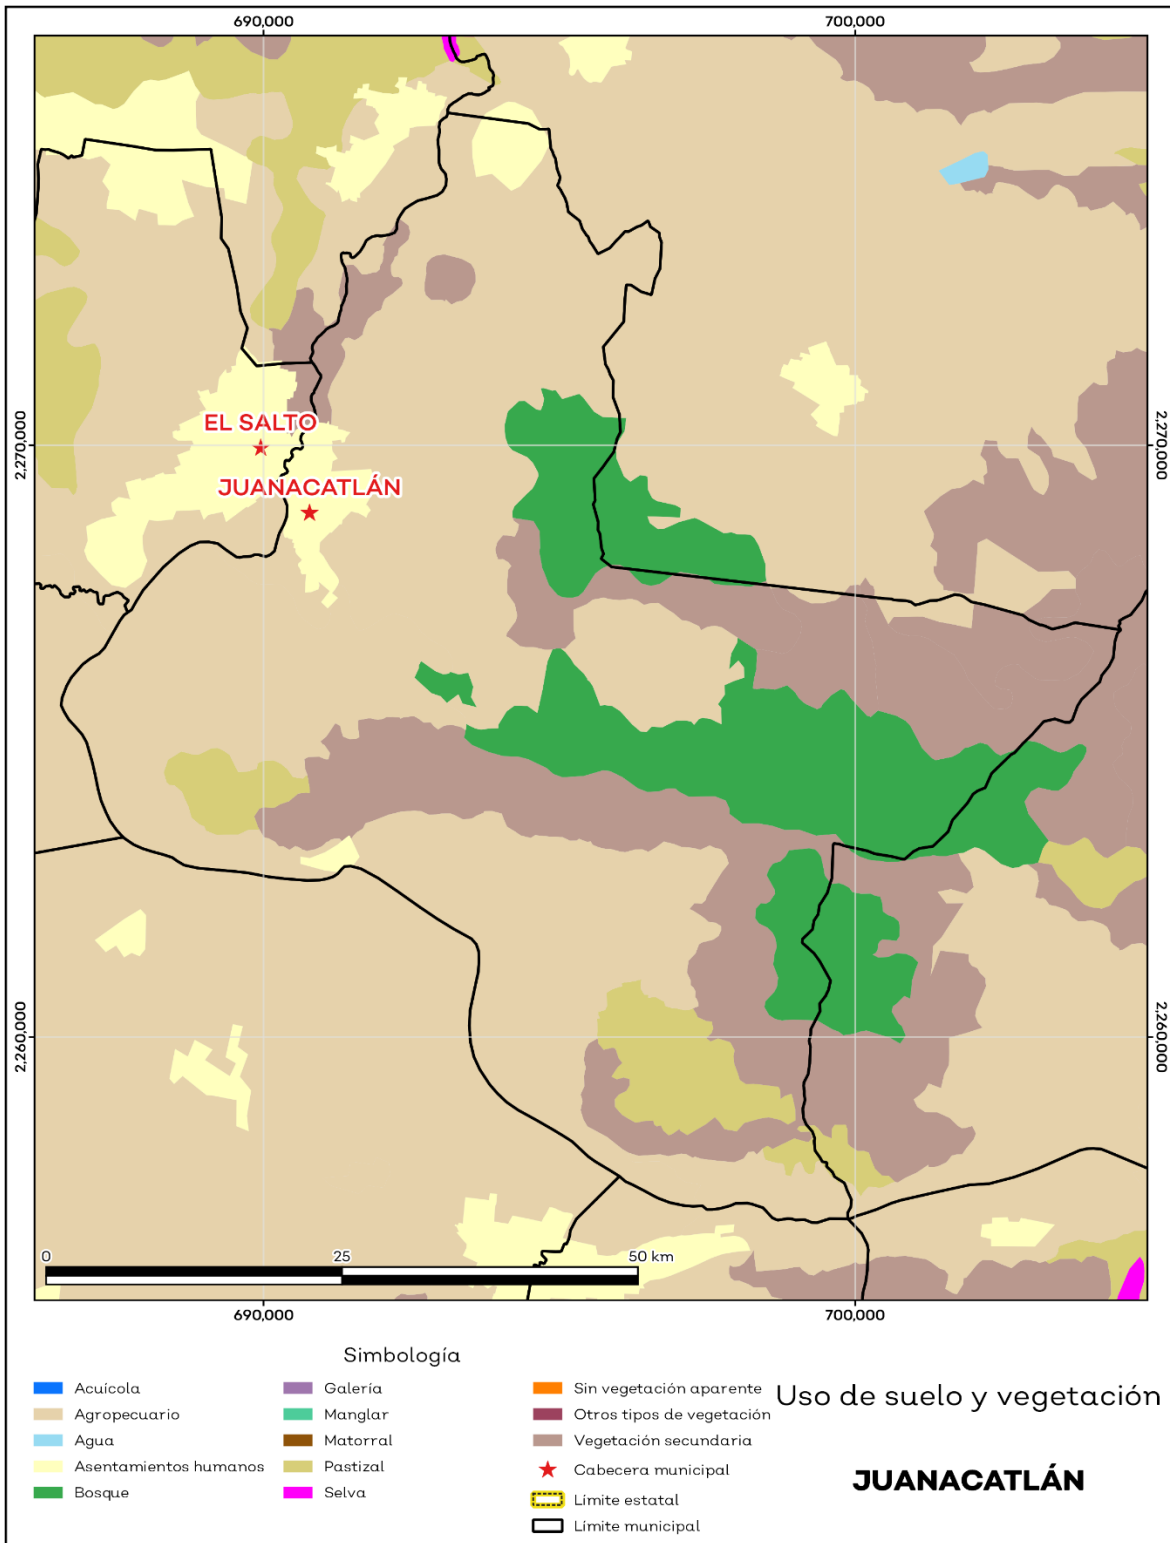 690,000
700,000
2,270,000
2,270,000
EL SALTO
JUANACATLÁN
2,260,000
2,260,000
0
25
50 km
690,000
700,000
Simbología
Acuícola
Agropecuario
Agua
Asentamientos humanos
Bosque
Galería
Manglar
Matorral
Pastizal
Selva
Sin vegetación aparente
Otros tipos de vegetación
Vegetación secundaria
Cabecera municipal
Límite estatal
Límite municipal
Uso de suelo y vegetación
JUANACATLÁN